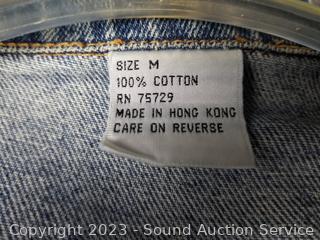 SIZE M
100% COTTON
RN 75729
MADE IN HONG KONG
CARE ON REVERSE
Copyright 2023 - Sound Auction Service